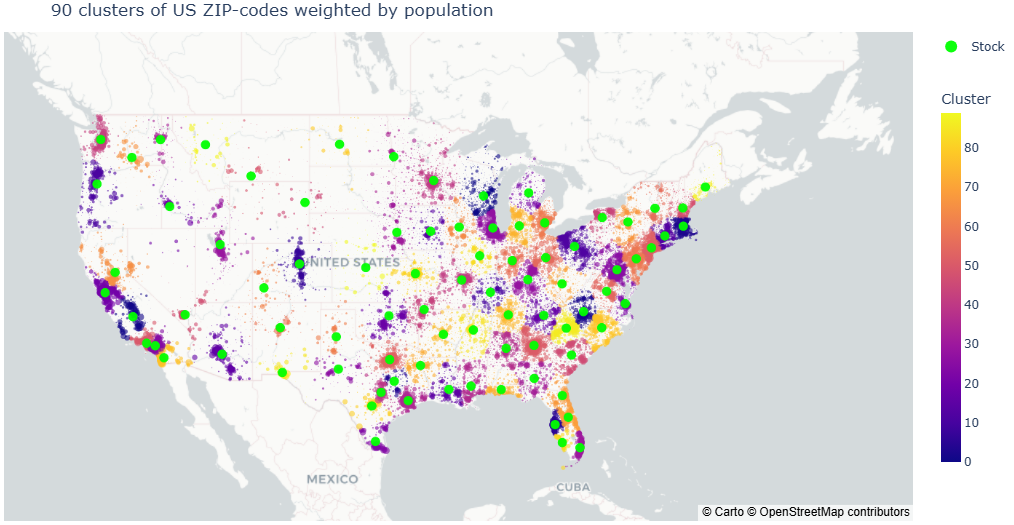 90 clusters of US ZIP-codes weighted by population
Stock
Cluster
80
70
60
50
40
30
20
10
0
UNITED STATES
MEXICO
CUBA
© Carto © OpenStreetMap contributors